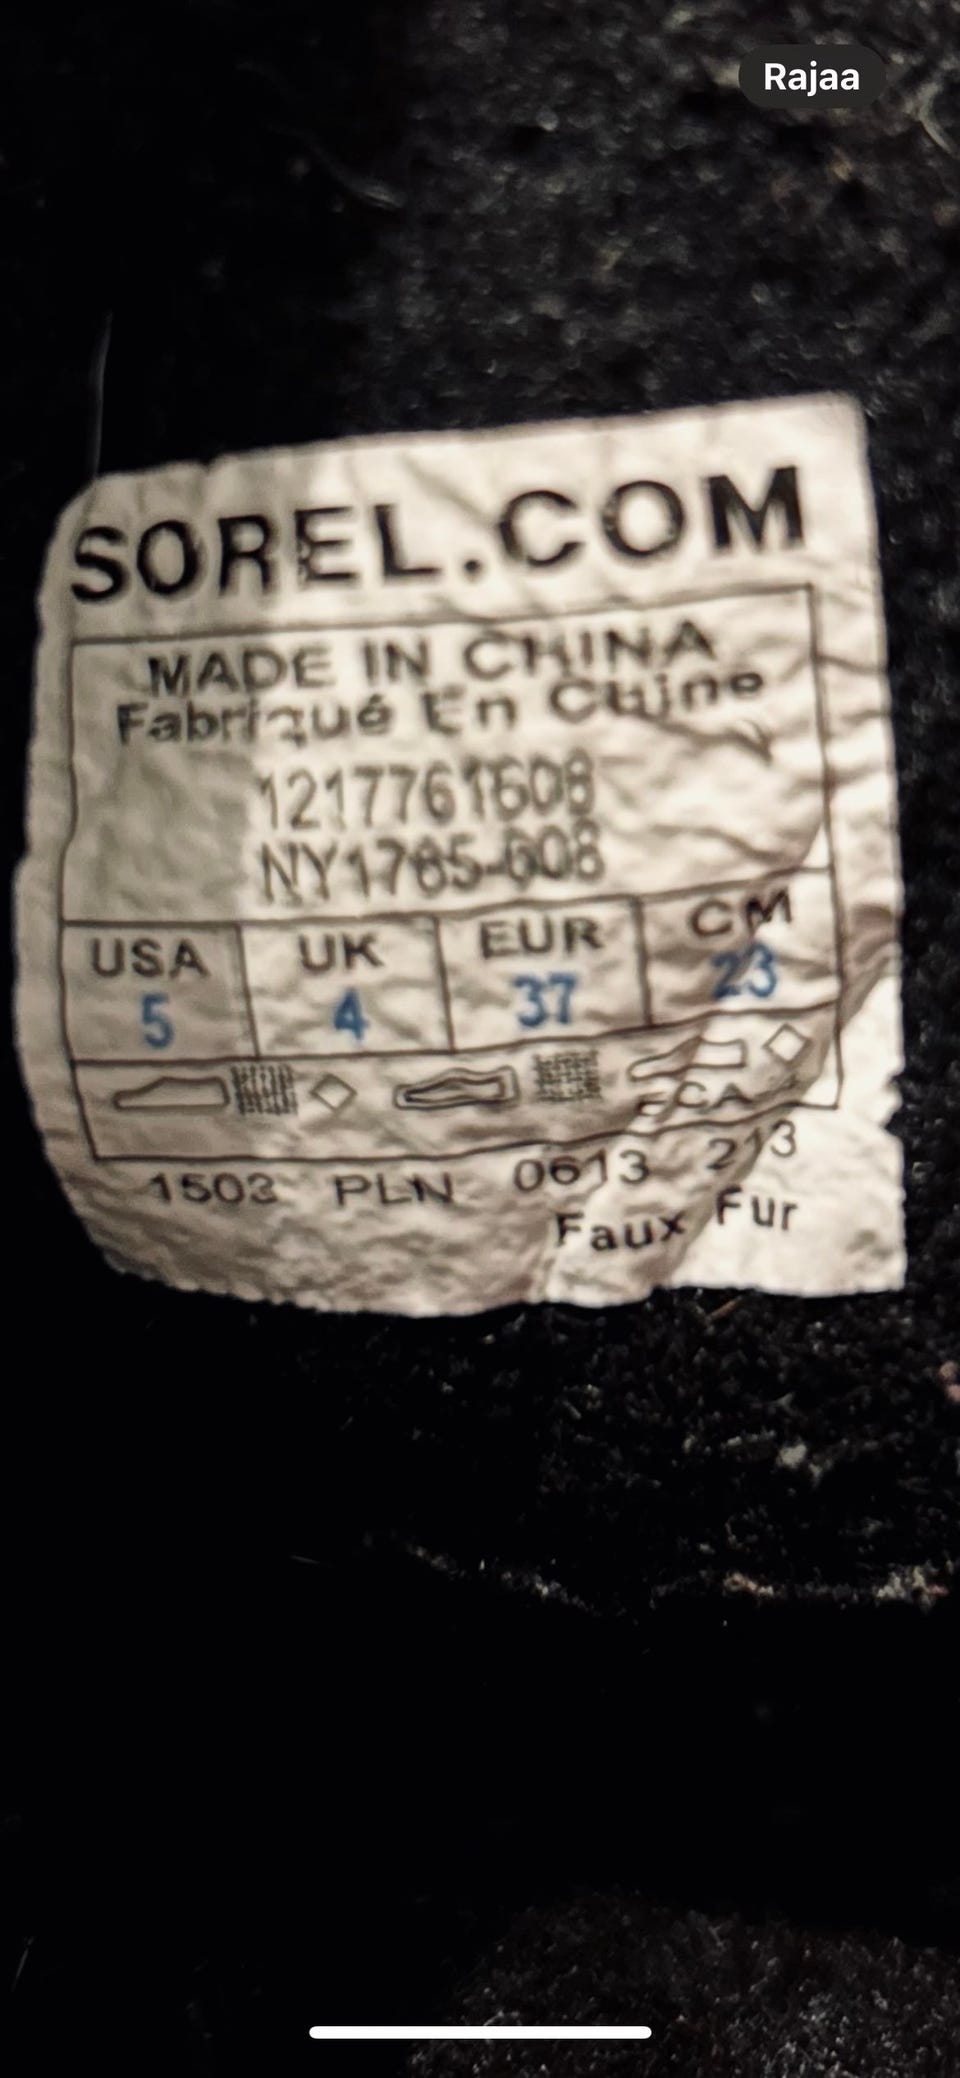 Rajaa
SOREL.COM
MADE IN CHINA
Fabriqué En Chine
1217761608
NY1765-608
USA UK EUR CM
5 4 37 23
1503 PLN 0613 213
Faux Fur